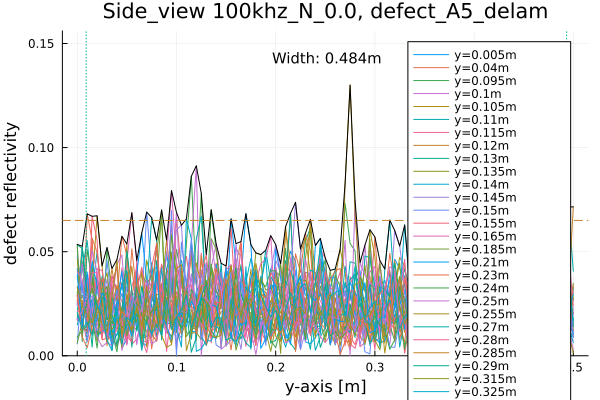 Side_view 100khz_N_0.0, defect_A5_delam
0.15
0.10
0.05
0.00
defect reflectivity
Width: 0.484m
0.0
0.1
0.2
0.3
.5
y-axis [m]
y=0.005m
y=0.04m
y=0.095m
y=0.1m
y=0.105m
y=0.11m
y=0.115m
y=0.12m
y=0.13m
y=0.135m
y=0.14m
y=0.145m
y=0.15m
y=0.155m
y=0.165m
y=0.185m
y=0.21m
y=0.23m
y=0.24m
y=0.25m
y=0.255m
y=0.27m
y=0.28m
y=0.285m
y=0.29m
y=0.315m
y=0.325m